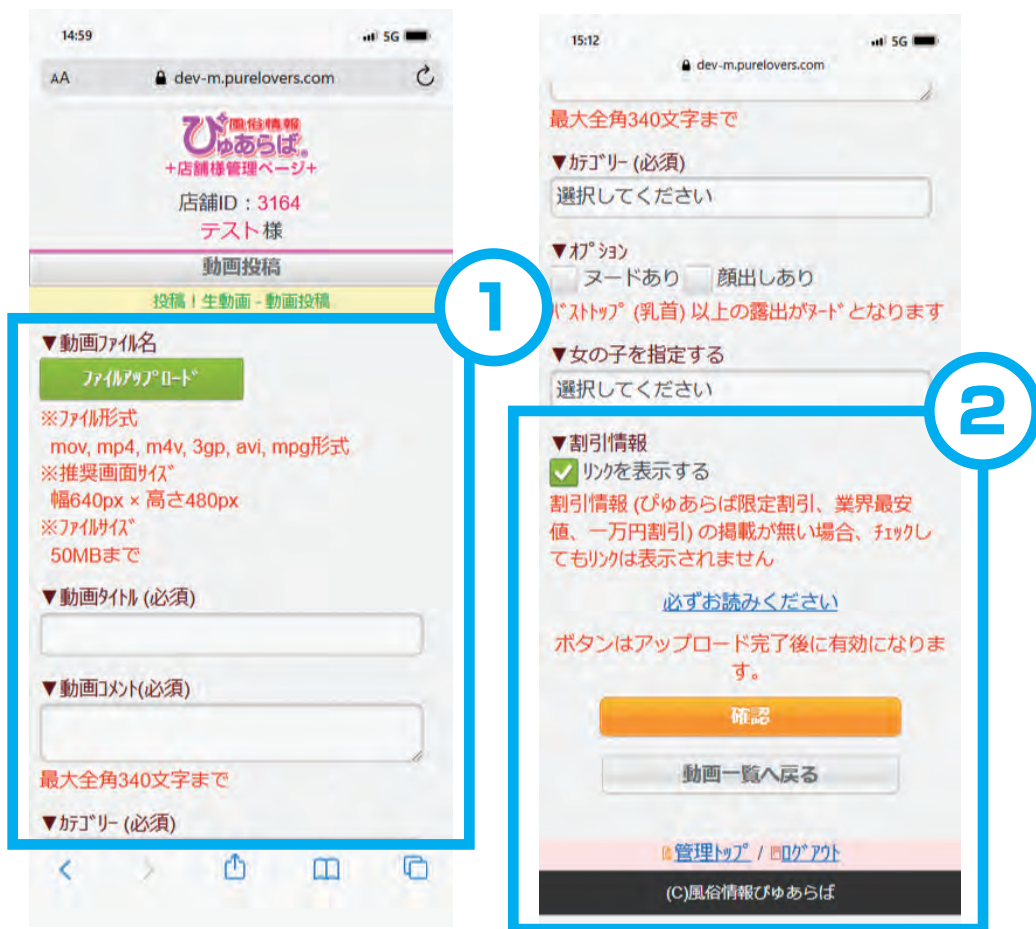 14:59
5G
AA
dev-m.purelovers.com
風俗情報
ぴゅあらば®
+店舗様管理ページ+
店舗ID：3164
テスト様
動画投稿
投稿！生動画 - 動画投稿
1
▼動画ﾌｧｲﾙ名
ﾌｧｲﾙｱｯﾌﾟﾛｰﾄﾞ
※ﾌｧｲﾙ形式
mov, mp4, m4v, 3gp, avi, mpg形式
※推奨画面ｻｲｽﾞ
幅640px × 高さ480px
※ﾌｧｲﾙｻｲｽﾞ
50MBまで
▼動画ﾀｲﾄﾙ (必須)
▼動画ｺﾒﾝﾄ(必須)
最大全角340文字まで
▼ｶﾃｺﾞﾘｰ (必須)
15:12
5G
dev-m.purelovers.com
最大全角340文字まで
▼ｶﾃｺﾞﾘｰ (必須)
選択してください
▼ｵﾌﾟｼｮﾝ
ヌードあり 顔出しあり
ﾊﾞｽﾄﾄｯﾌﾟ (乳首) 以上の露出がﾇｰﾄﾞとなります
▼女の子を指定する
選択してください
2
▼割引情報
ﾘﾝｸを表示する
割引情報 (ぴゅあらば限定割引、業界最安
値、一万円割引) の掲載が無い場合、ﾁｪｯｸし
てもﾘﾝｸは表示されません
必ずお読みください
ボタンはアップロード完了後に有効になりま
す。
確認
動画一覧へ戻る
管理ﾄｯﾌﾟ / ﾛｸﾞｱｳﾄ
(C)風俗情報ぴゅあらば